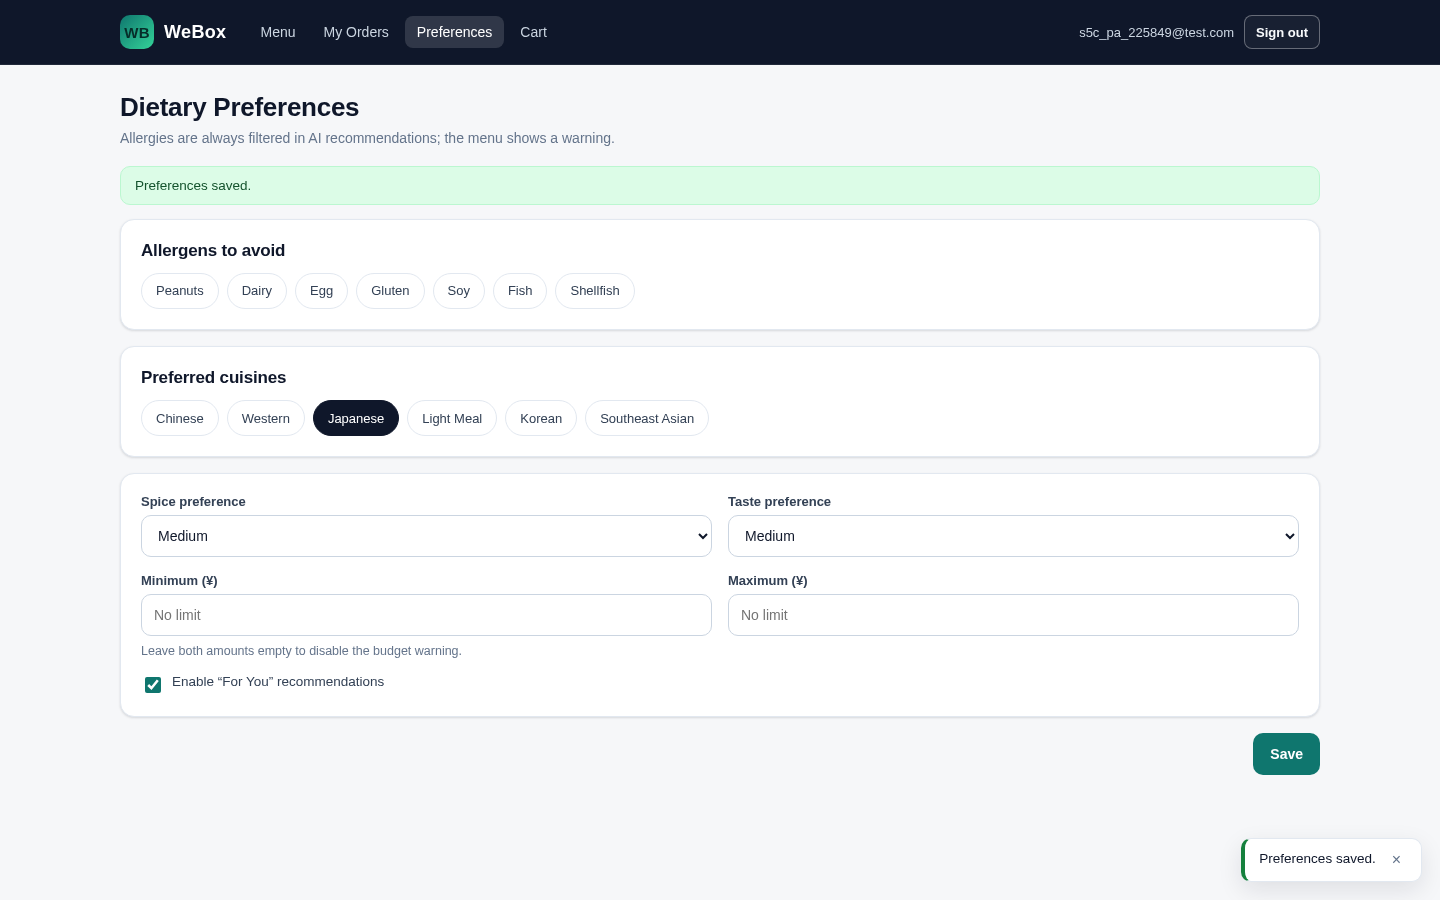 WB WeBox Menu My Orders Preferences Cart s5c_pa_225849@test.com Sign out
Dietary Preferences
Allergies are always filtered in AI recommendations; the menu shows a warning.
Preferences saved.
Allergens to avoid
Peanuts Dairy Egg Gluten Soy Fish Shellfish
Preferred cuisines
Chinese Western Japanese Light Meal Korean Southeast Asian
Spice preference Taste preference
Medium Medium
Minimum (¥) Maximum (¥)
No limit No limit
Leave both amounts empty to disable the budget warning.
Enable “For You” recommendations
Save
Preferences saved. ×